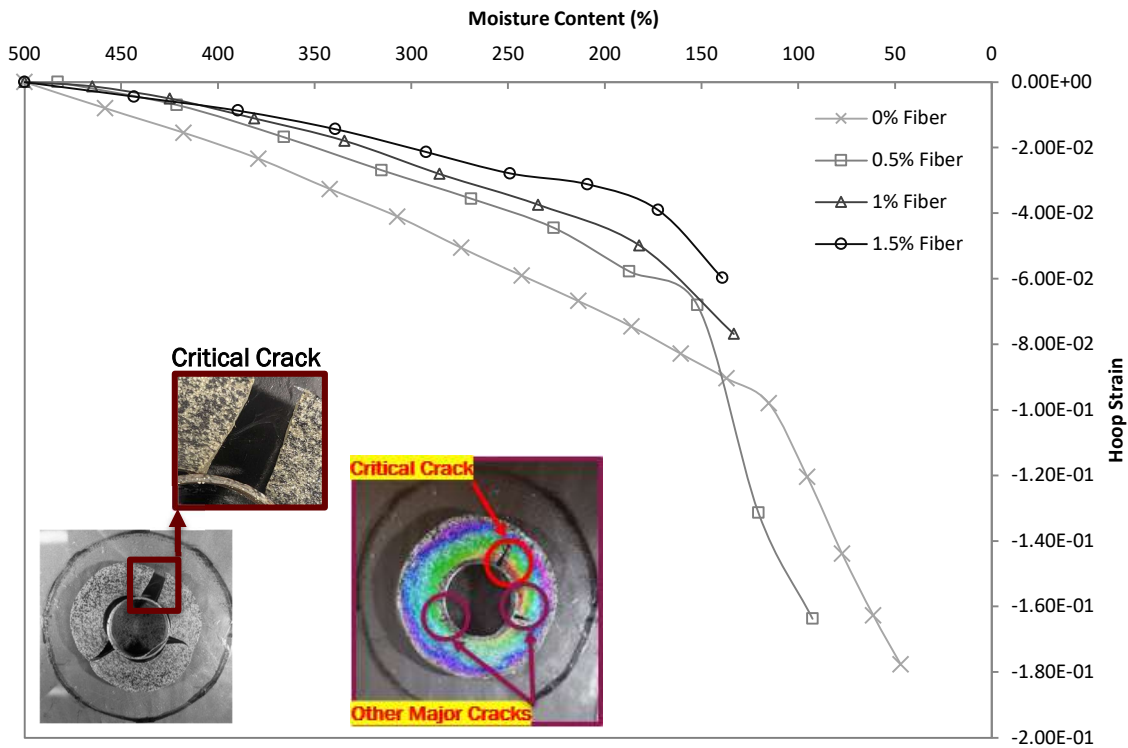 Moisture Content (%)
500 450 400 350 300 250 200 150 100 50 0
0.00E+00
-2.00E-02
-4.00E-02
-6.00E-02
-8.00E-02
-1.00E-01
-1.20E-01
-1.40E-01
-1.60E-01
-1.80E-01
-2.00E-01
Hoop Strain
0% Fiber
0.5% Fiber
1% Fiber
1.5% Fiber
Critical Crack
Critical Crack
Other Major Cracks